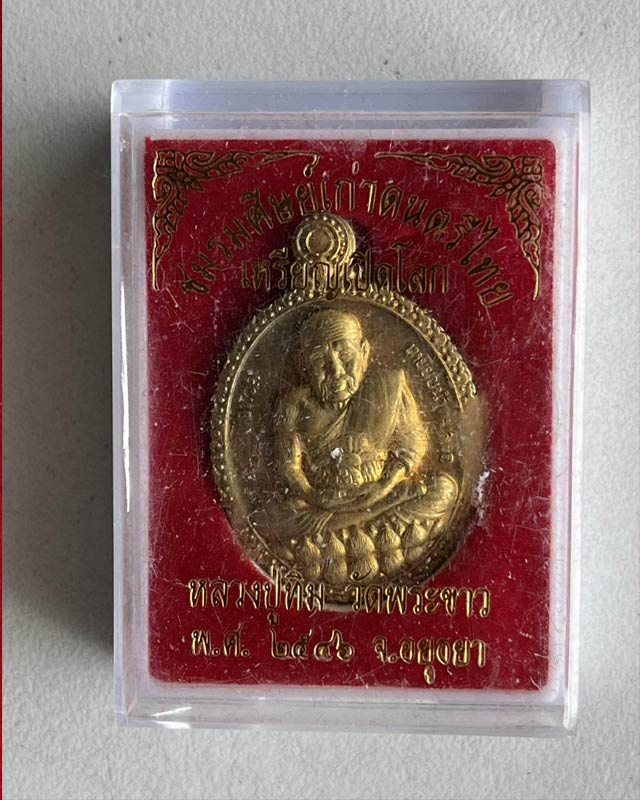 ชมรมศิษย์เก่าดนตรีไทย
เหรียญเปิดโลก
หลวงปู่ทิม วัดพระขาว
พ.ศ. ๒๕๔๖ จ.อยุธยา